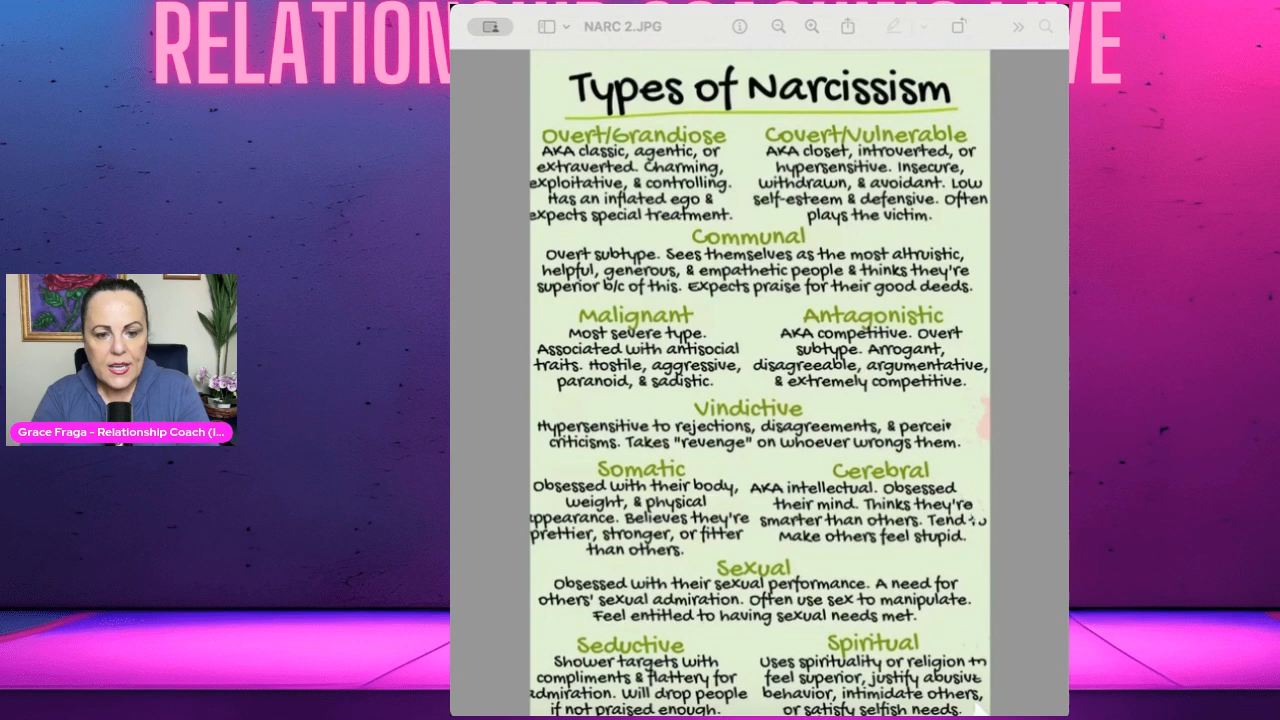 RELATION
VE
NARC 2.JPG
Types of Narcissism
Overt/Grandiose
AKA classic, agentic, or
extraverted. Charming,
exploitative, & controlling.
Has an inflated ego &
expects special treatment.
Covert/Vulnerable
AKA closet, introverted, or
hypersensitive. Insecure,
withdrawn, & avoidant. Low
self-esteem & defensive. Often
plays the victim.
Communal
Overt subtype. Sees themselves as the most altruistic,
helpful, generous, & empathetic people & thinks they're
superior b/c of this. Expects praise for their good deeds.
Malignant
Most severe type.
Associated with antisocial
traits. Hostile, aggressive,
paranoid, & sadistic.
Antagonistic
AKA competitive. Overt
subtype. Arrogant,
disagreeable, argumentative,
& extremely competitive.
Vindictive
Hypersensitive to rejections, disagreements, & percei
criticisms. Takes "revenge" on whoever wrongs them.
Somatic
Obsessed with their body,
weight, & physical
ppearance. Believes they're
prettier, stronger, or fitter
than others.
Cerebral
AKA intellectual. Obsessed
their mind. Thinks they're
smarter than others. Tend to
make others feel stupid.
Sexual
Obsessed with their sexual performance. A need for
others' sexual admiration. Often use sex to manipulate.
Feel entitled to having sexual needs met.
Seductive
Shower targets with
compliments & flattery for
admiration. Will drop people
if not praised enough.
Spiritual
Uses spirituality or religion to
feel superior, justify abusive
behavior, intimidate others,
or satisfy selfish needs.
Grace Fraga - Relationship Coach (I...